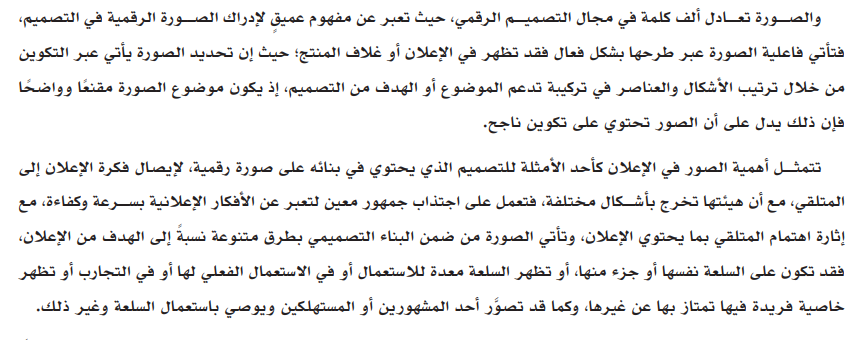 والصورة تعادل ألف كلمة في مجال التصميم الرقمي، حيث تعبر عن مفهوم عميقٍ لإدراك الصورة الرقمية في التصميم،
فتأتي فاعلية الصورة عبر طرحها بشكل فعال فقد تظهر في الإعلان أو غلاف المنتج؛ حيث إن تحديد الصورة يأتي عبر التكوين
من خلال ترتيب الأشكال والعناصر في تركيبة تدعم الموضوع أو الهدف من التصميم، إذ يكون موضوع الصورة مقنعًا وواضحًا
فإن ذلك يدل على أن الصور تحتوي على تكوين ناجح.
تتمثل أهمية الصور في الإعلان كأحد الأمثلة للتصميم الذي يحتوي في بنائه على صورة رقمية، لإيصال فكرة الإعلان إلى
المتلقي، مع أن هيئتها تخرج بأشكال مختلفة، فتعمل على اجتذاب جمهور معين لتعبر عن الأفكار الإعلانية بسرعة وكفاءة، مع
إثارة اهتمام المتلقي بما يحتوي الإعلان، وتأتي الصورة من ضمن البناء التصميمي بطرق متنوعة نسبةً إلى الهدف من الإعلان،
فقد تكون على السلعة نفسها أو جزء منها، أو تظهر السلعة معدة للاستعمال أو في الاستعمال الفعلي لها أو في التجارب أو تظهر
خاصية فريدة فيها تمتاز بها عن غيرها، وكما قد تصوَّر أحد المشهورين أو المستهلكين ويوصي باستعمال السلعة وغير ذلك.